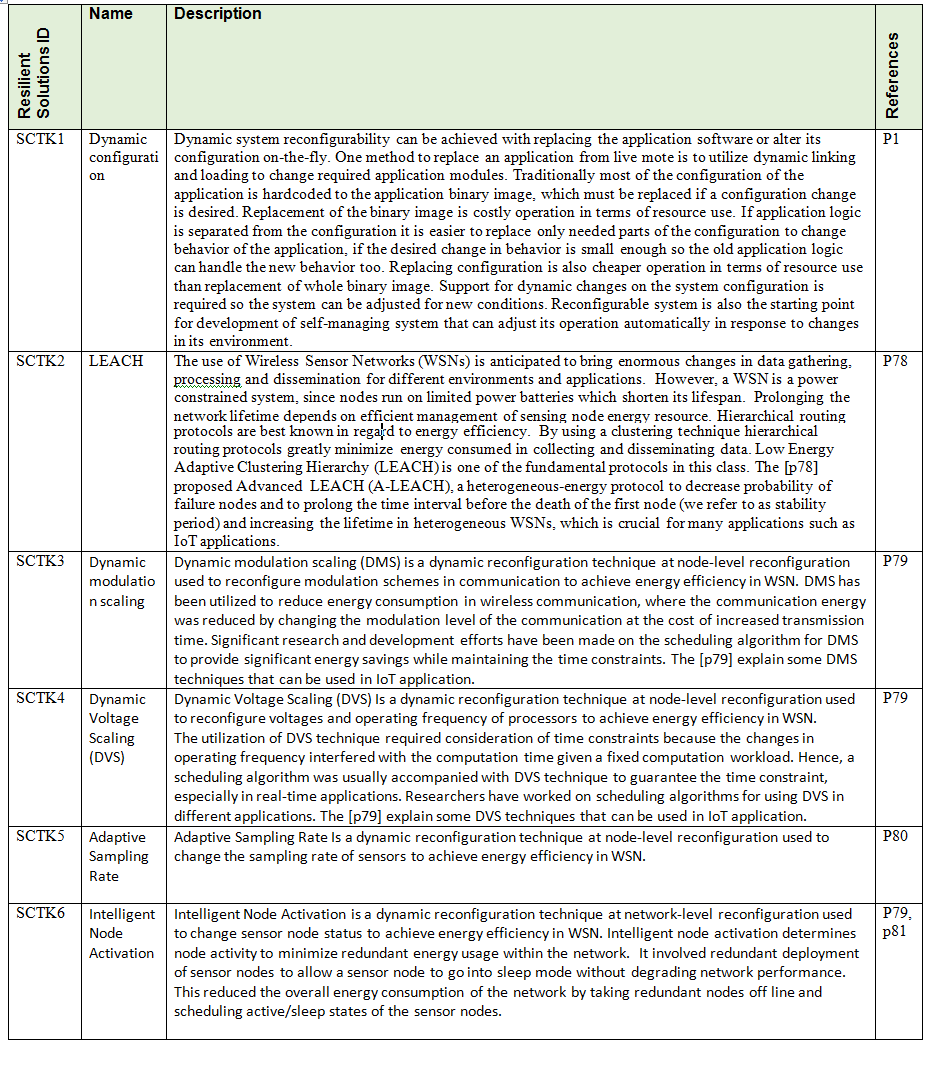 Resilient
Solutions ID
Name
Description
References
SCTK1
Dynamic
configurati
on
Dynamic system reconfigurability can be achieved with replacing the application software or alter its
configuration on-the-fly. One method to replace an application from live mote is to utilize dynamic linking
and loading to change required application modules. Traditionally most of the configuration of the
application is hardcoded to the application binary image, which must be replaced if a configuration change
is desired. Replacement of the binary image is costly operation in terms of resource use. If application logic
is separated from the configuration it is easier to replace only needed parts of the configuration to change
behavior of the application, if the desired change in behavior is small enough so the old application logic
can handle the new behavior too. Replacing configuration is also cheaper operation in terms of resource use
than replacement of whole binary image. Support for dynamic changes on the system configuration is
required so the system can be adjusted for new conditions. Reconfigurable system is also the starting point
for development of self-managing system that can adjust its operation automatically in response to changes
in its environment.
P1
SCTK2
LEACH
The use of Wireless Sensor Networks (WSNs) is anticipated to bring enormous changes in data gathering,
processing and dissemination for different environments and applications. However, a WSN is a power
constrained system, since nodes run on limited power batteries which shorten its lifespan. Prolonging the
network lifetime depends on efficient management of sensing node energy resource. Hierarchical routing
protocols are best known in regard to energy efficiency. By using a clustering technique hierarchical
routing protocols greatly minimize energy consumed in collecting and disseminating data. Low Energy
Adaptive Clustering Hierarchy (LEACH) is one of the fundamental protocols in this class. The [p78]
proposed Advanced LEACH (A-LEACH), a heterogeneous-energy protocol to decrease probability of
failure nodes and to prolong the time interval before the death of the first node (we refer to as stability
period) and increasing the lifetime in heterogeneous WSNs, which is crucial for many applications such as
IoT applications.
P78
SCTK3
Dynamic
modulatio
n scaling
Dynamic modulation scaling (DMS) is a dynamic reconfiguration technique at node-level reconfiguration
used to reconfigure modulation schemes in communication to achieve energy efficiency in WSN. DMS has
been utilized to reduce energy consumption in wireless communication, where the communication energy
was reduced by changing the modulation level of the communication at the cost of increased transmission
time. Significant research and development efforts have been made on the scheduling algorithm for DMS
to provide significant energy savings while maintaining the time constraints. The [p79] explain some DMS
techniques that can be used in IoT application.
P79
SCTK4
Dynamic
Voltage
Scaling
(DVS)
Dynamic Voltage Scaling (DVS) Is a dynamic reconfiguration technique at node-level reconfiguration used
to reconfigure voltages and operating frequency of processors to achieve energy efficiency in WSN.
The utilization of DVS technique required consideration of time constraints because the changes in
operating frequency interfered with the computation time given a fixed computation workload. Hence, a
scheduling algorithm was usually accompanied with DVS technique to guarantee the time constraint,
especially in real-time applications. Researchers have worked on scheduling algorithms for using DVS in
different applications. The [p79] explain some DVS techniques that can be used in IoT application.
P79
SCTK5
Adaptive
Sampling
Rate
Adaptive Sampling Rate Is a dynamic reconfiguration technique at node-level reconfiguration used to
change the sampling rate of sensors to achieve energy efficiency in WSN.
P80
SCTK6
Intelligent
Node
Activation
Intelligent Node Activation is a dynamic reconfiguration technique at network-level reconfiguration used
to change sensor node status to achieve energy efficiency in WSN. Intelligent node activation determines
node activity to minimize redundant energy usage within the network. It involved redundant deployment
of sensor nodes to allow a sensor node to go into sleep mode without degrading network performance.
This reduced the overall energy consumption of the network by taking redundant nodes off line and
scheduling active/sleep states of the sensor nodes.
P79,
p81